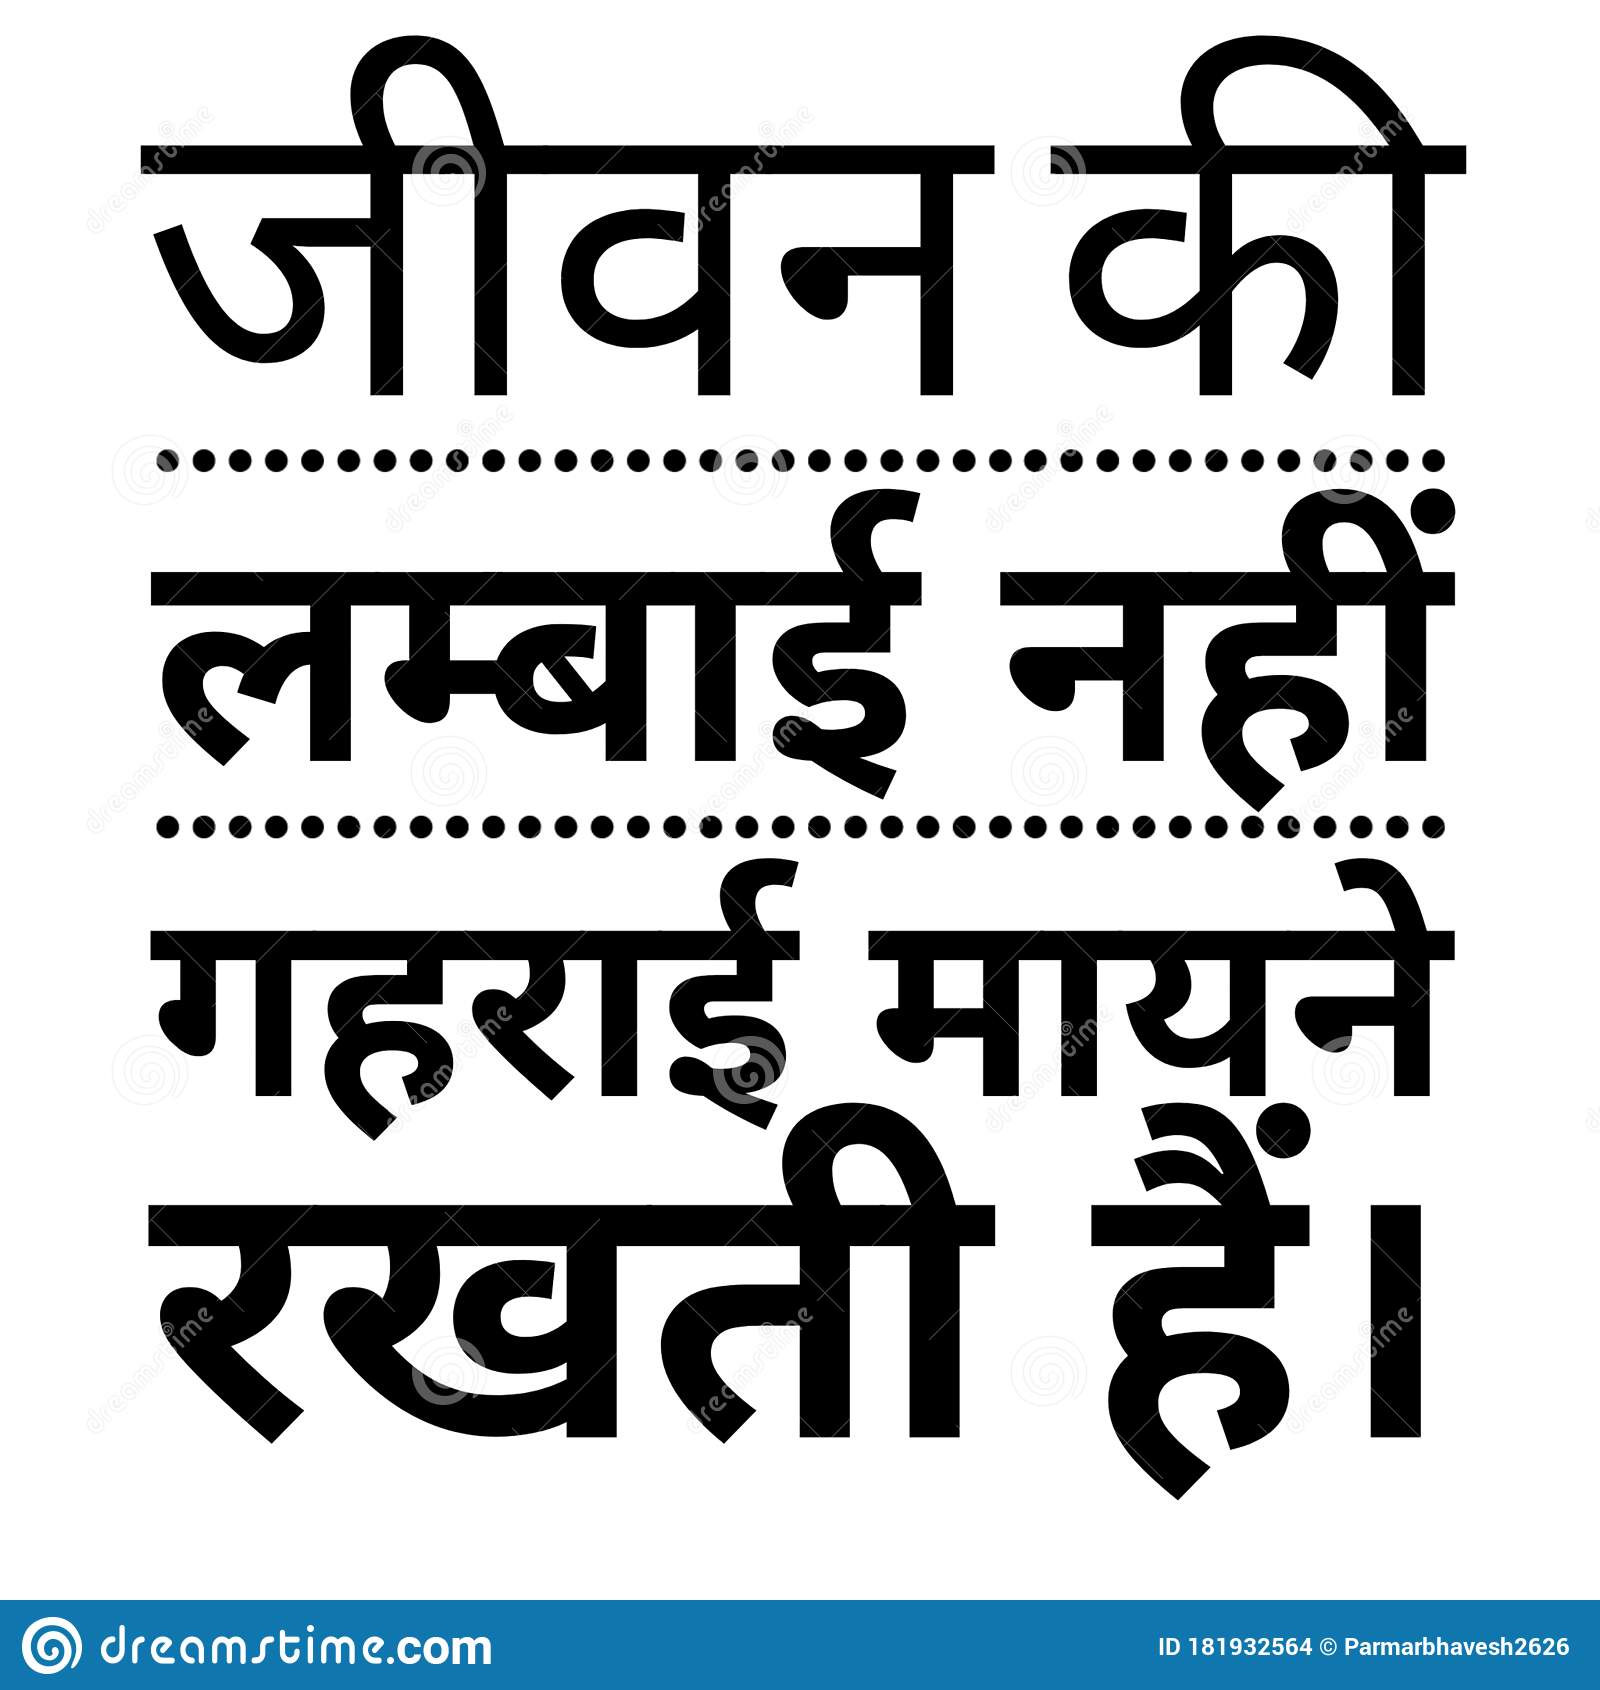 जीवन की
लम्बाई नहीं
गहराई मायने
रखती हैं।
dreamstime.com
ID 181932564 © Parmarbhavesh2626